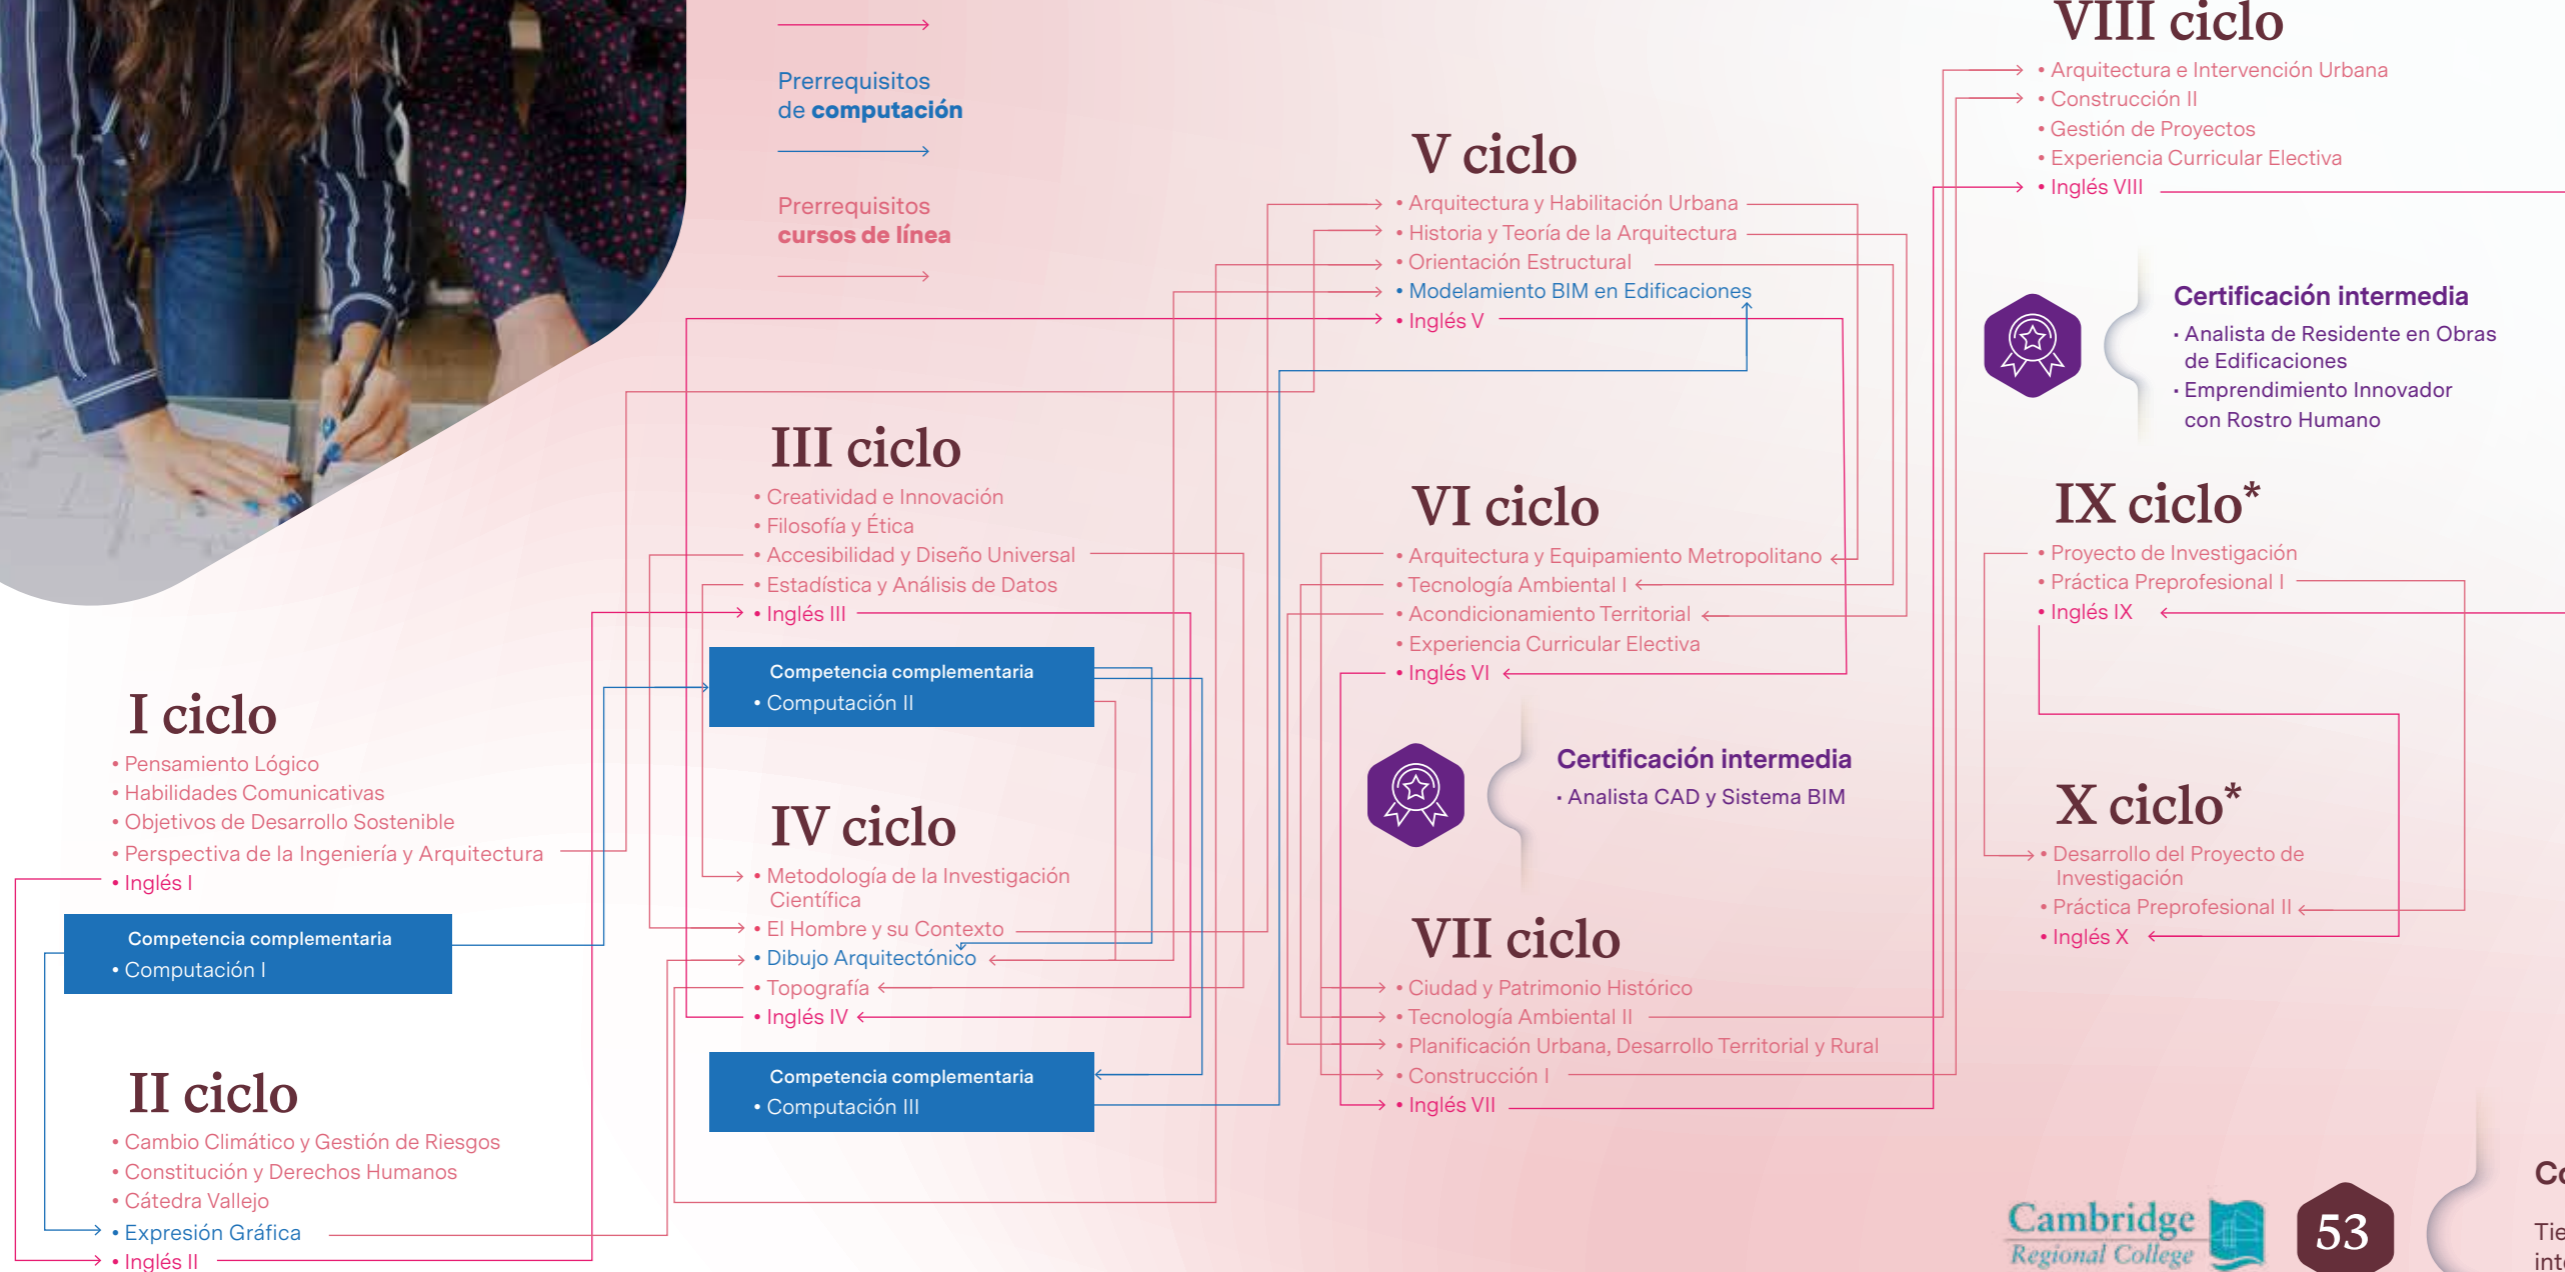 Prerrequisitos
de computación
Prerrequisitos
cursos de línea
I ciclo
• Pensamiento Lógico
• Habilidades Comunicativas
• Objetivos de Desarrollo Sostenible
• Perspectiva de la Ingeniería y Arquitectura
• Inglés I
Competencia complementaria
• Computación I
II ciclo
• Cambio Climático y Gestión de Riesgos
• Constitución y Derechos Humanos
• Cátedra Vallejo
• Expresión Gráfica
• Inglés II
III ciclo
• Creatividad e Innovación
• Filosofía y Ética
• Accesibilidad y Diseño Universal
• Estadística y Análisis de Datos
• Inglés III
Competencia complementaria
• Computación II
IV ciclo
• Metodología de la Investigación
Científica
• El Hombre y su Contexto
• Dibujo Arquitectónico
• Topografía
• Inglés IV
Competencia complementaria
• Computación III
V ciclo
• Arquitectura y Habilitación Urbana
• Historia y Teoría de la Arquitectura
• Orientación Estructural
• Modelamiento BIM en Edificaciones
• Inglés V
VI ciclo
• Arquitectura y Equipamiento Metropolitano
• Tecnología Ambiental I
• Acondicionamiento Territorial
• Experiencia Curricular Electiva
• Inglés VI
Certificación intermedia
· Analista CAD y Sistema BIM
VII ciclo
• Ciudad y Patrimonio Histórico
• Tecnología Ambiental II
• Planificación Urbana, Desarrollo Territorial y Rural
• Construcción I
• Inglés VII
VIII ciclo
• Arquitectura e Intervención Urbana
• Construcción II
• Gestión de Proyectos
• Experiencia Curricular Electiva
• Inglés VIII
Certificación intermedia
· Analista de Residente en Obras
de Edificaciones
· Emprendimiento Innovador
con Rostro Humano
IX ciclo*
• Proyecto de Investigación
• Práctica Preprofesional I
• Inglés IX
X ciclo*
• Desarrollo del Proyecto de
Investigación
• Práctica Preprofesional II
• Inglés X
Cambridge
Regional College
53